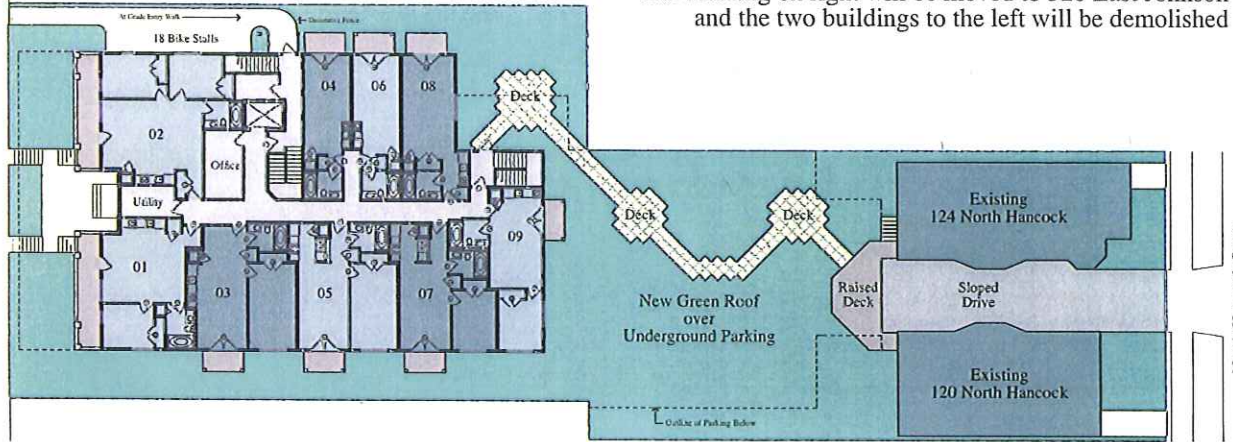 and the two buildings to the left will be demolished
At Grade Entry Walk
Decorative Fence
18 Bike Stalls
04
06
08
Deck
02
Office
Existing
124 North Hancock
Utility
Deck
Deck
09
01
03
05
07
New Green Roof
over
Underground Parking
Raised
Deck
Sloped
Drive
Existing
120 North Hancock
Outline of Parking Below